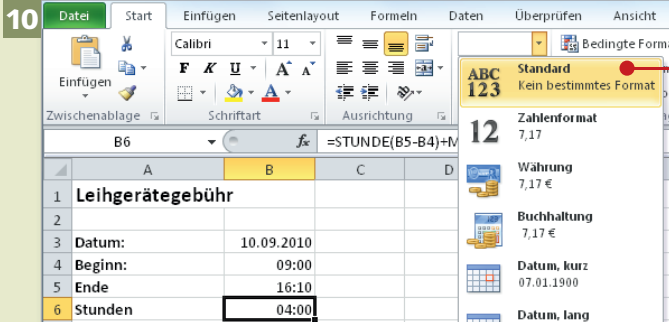 10
Datei Start Einfügen Seitenlayout Formeln Daten Überprüfen Ansicht
Calibri 11 Bedingte Forma
Einfügen F K U A A
Zwischenablage Schriftart Ausrichtung
ABC 123 Standard
Kein bestimmtes Format
12 Zahlenformat
7,17
Währung
7,17 €
Buchhaltung
7,17 €
Datum, kurz
07.01.1900
Datum, lang
B6 fx =STUNDE(B5-B4)+M
A B C D
1 Leihgerätegebühr
2
3 Datum: 10.09.2010
4 Beginn: 09:00
5 Ende 16:10
6 Stunden 04:00